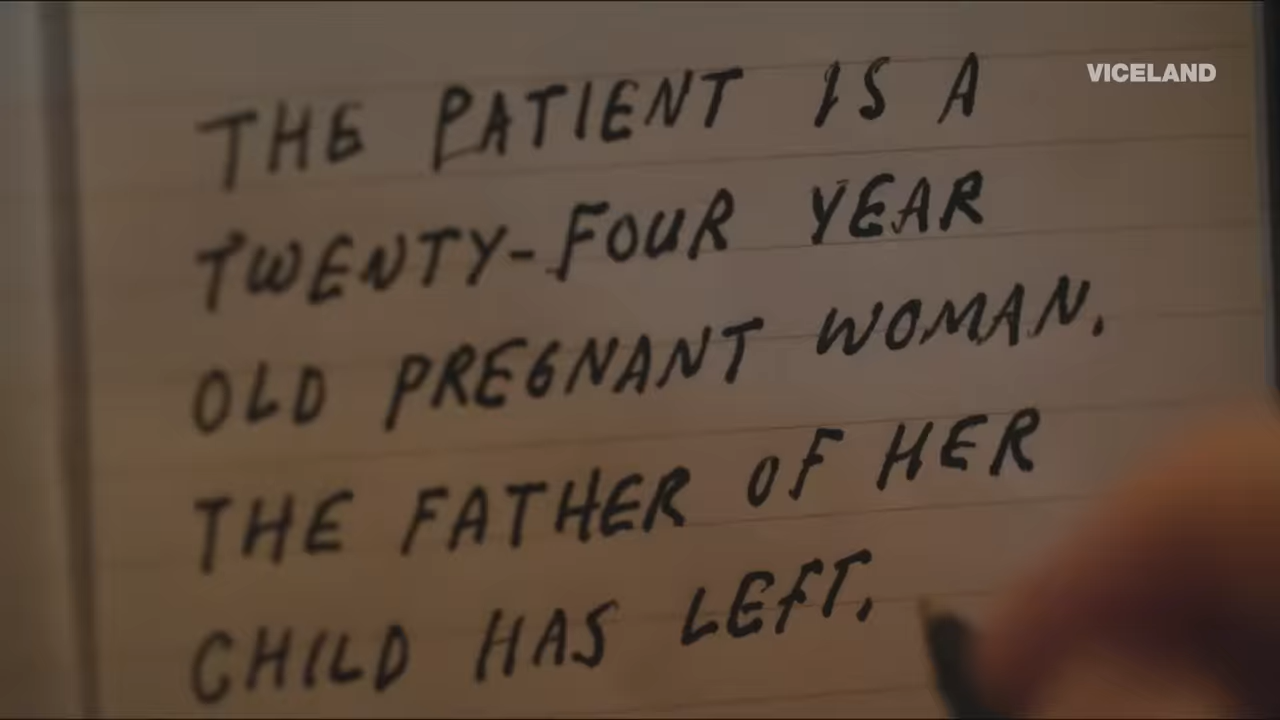 VICELAND
THE PATIENT IS A
TWENTY-FOUR YEAR
OLD PREGNANT WOMAN.
THE FATHER OF HER
CHILD HAS LEFT.